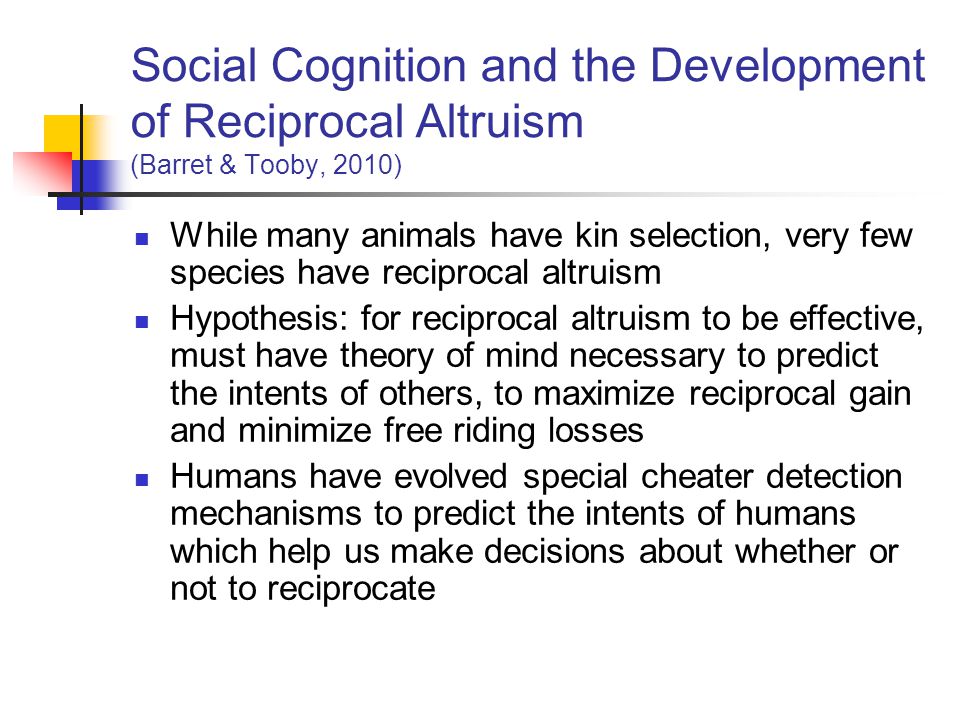 Social Cognition and the Development
of Reciprocal Altruism
(Barret & Tooby, 2010)
While many animals have kin selection, very few
species have reciprocal altruism
Hypothesis: for reciprocal altruism to be effective,
must have theory of mind necessary to predict
the intents of others, to maximize reciprocal gain
and minimize free riding losses
Humans have evolved special cheater detection
mechanisms to predict the intents of humans
which help us make decisions about whether or
not to reciprocate